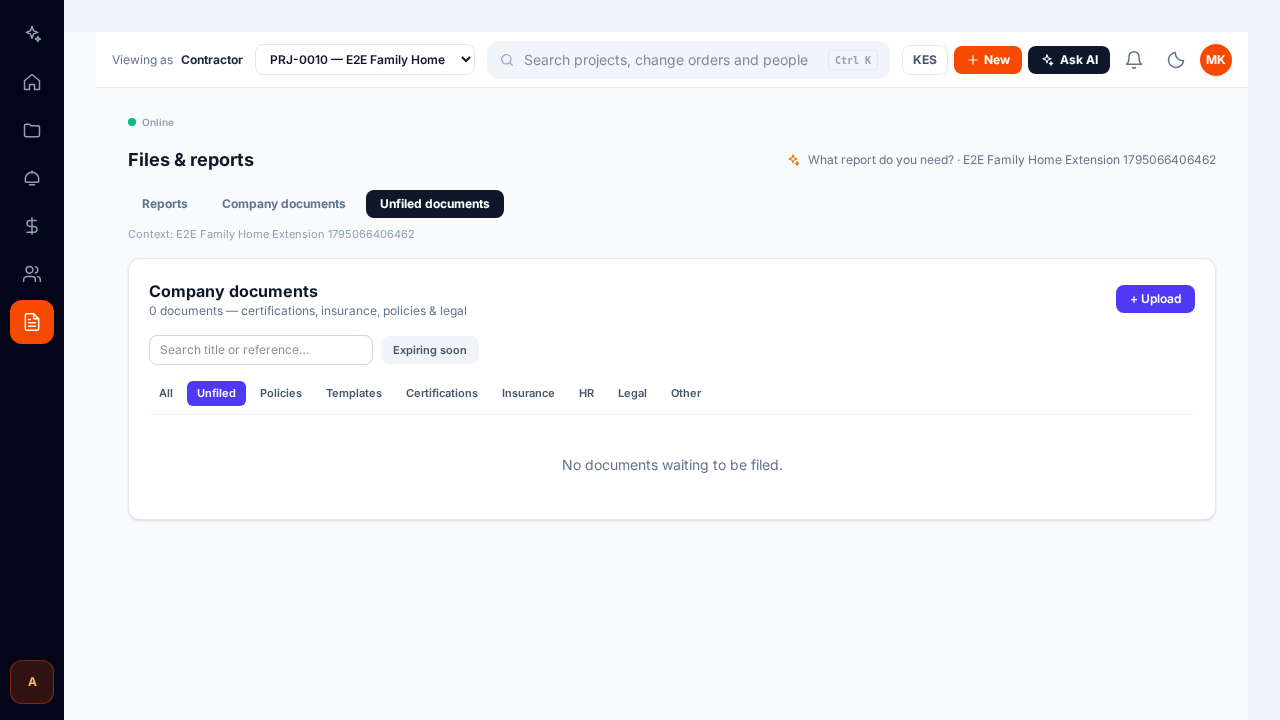 Viewing as Contractor PRJ-0010 — E2E Family Home Search projects, change orders and people Ctrl K KES + New Ask AI MK
Online
Files & reports What report do you need? · E2E Family Home Extension 1795066406462
Reports Company documents Unfiled documents
Context: E2E Family Home Extension 1795066406462
Company documents
0 documents — certifications, insurance, policies & legal
+ Upload
Search title or reference... Expiring soon
All Unfiled Policies Templates Certifications Insurance HR Legal Other
No documents waiting to be filed.
A